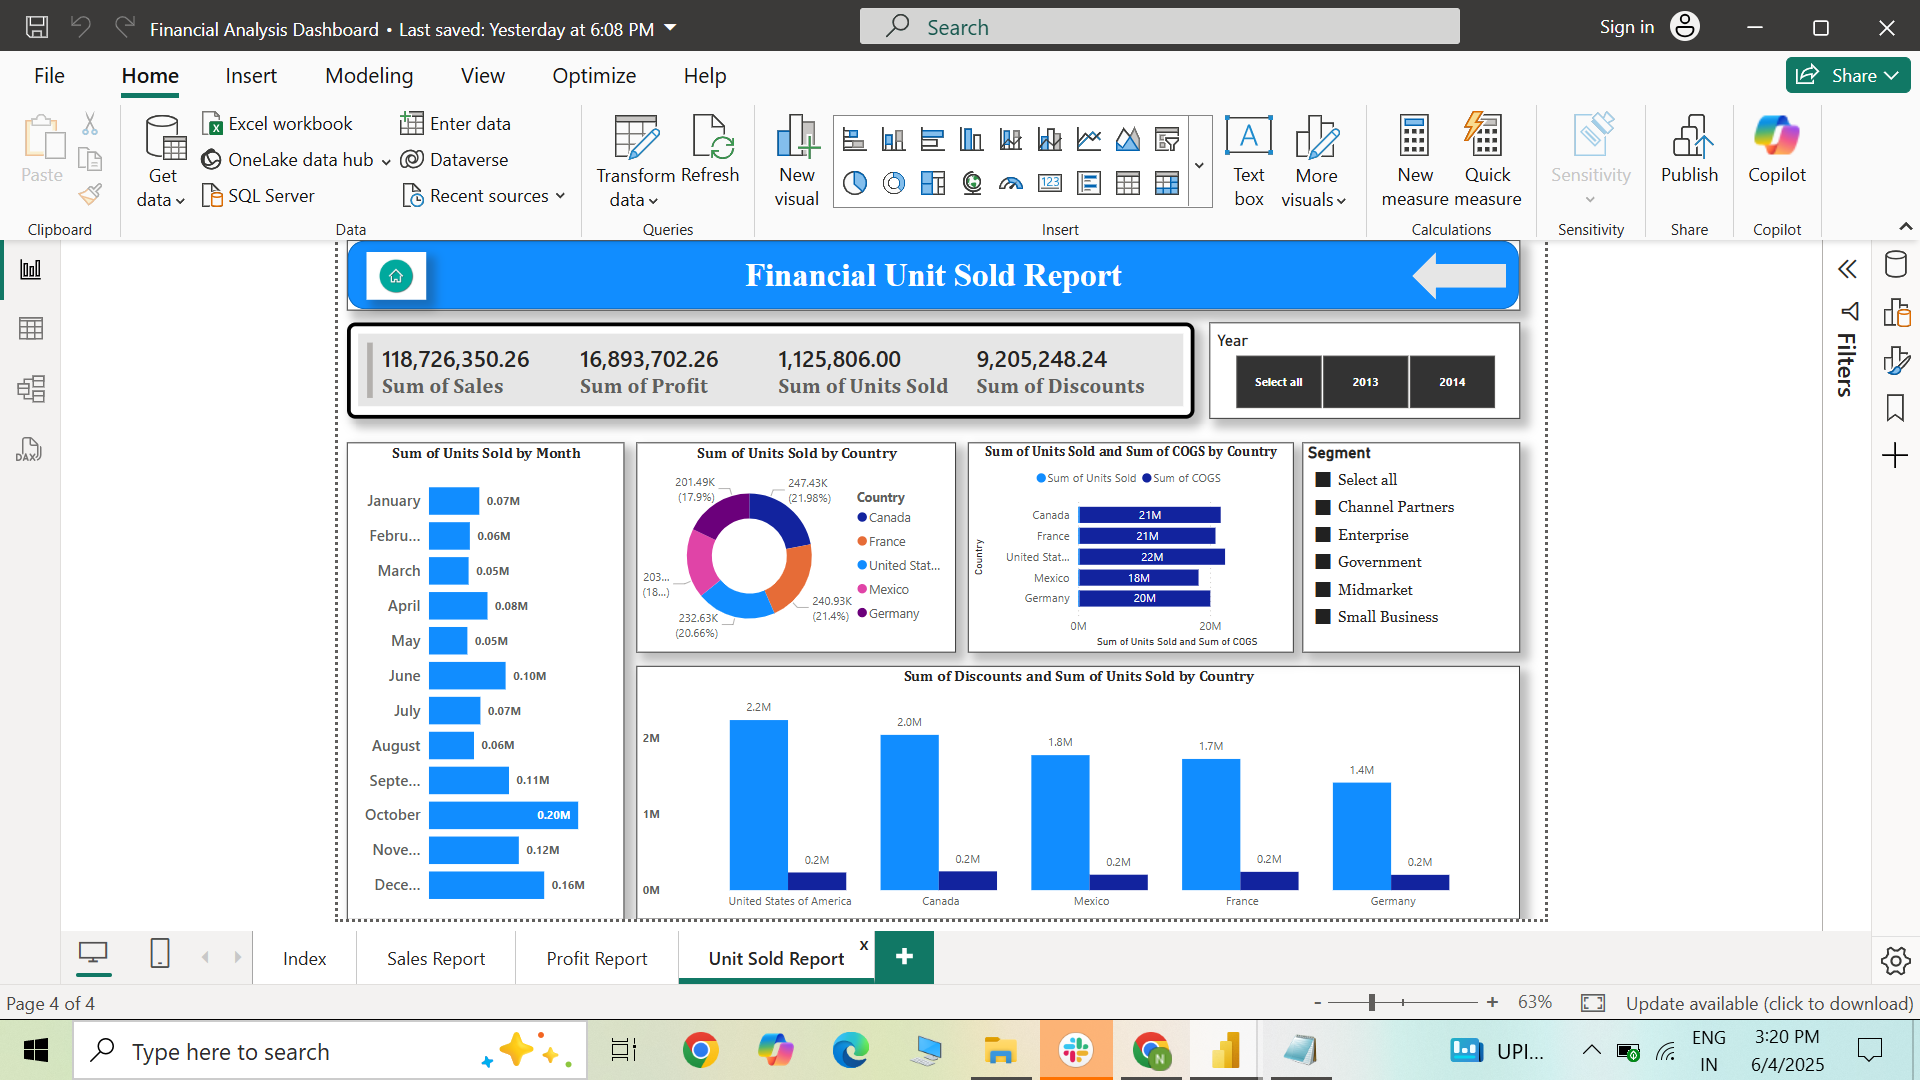 Financial Analysis Dashboard • Last saved: Yesterday at 6:08 PM
Search
Sign in
File
Home
Insert
Modeling
View
Optimize
Help
Share
Paste
Clipboard
Get data
Excel workbook
OneLake data hub
SQL Server
Enter data
Dataverse
Recent sources
Data
Transform data
Refresh
Queries
New visual
123
Text box
More visuals
Insert
New measure
Quick measure
Calculations
Sensitivity
Sensitivity
Publish
Share
Copilot
Copilot
DAX
Financial Unit Sold Report
118,726,350.26
Sum of Sales
16,893,702.26
Sum of Profit
1,125,806.00
Sum of Units Sold
9,205,248.24
Sum of Discounts
Year
Select all
2013
2014
Filters
Sum of Units Sold by Month
January 0.07M
Febru... 0.06M
March 0.05M
April 0.08M
May 0.05M
June 0.10M
July 0.07M
August 0.06M
Septe... 0.11M
October 0.20M
Nove... 0.12M
Dece... 0.16M
Sum of Units Sold by Country
247.43K
(21.98%)
240.93K
(21.4%)
232.63K
(20.66%)
203...
(18...)
201.49K
(17.9%)
Country
Canada
France
United Stat...
Mexico
Germany
Sum of Units Sold and Sum of COGS by Country
Sum of Units Sold
Sum of COGS
Country
Canada 21M
France 21M
United Stat... 22M
Mexico 18M
Germany 20M
0M
20M
Sum of Units Sold and Sum of COGS
Segment
Select all
Channel Partners
Enterprise
Government
Midmarket
Small Business
Sum of Discounts and Sum of Units Sold by Country
2M
1M
0M
2.2M
0.2M
2.0M
0.2M
1.8M
0.2M
1.7M
0.2M
1.4M
0.2M
United States of America
Canada
Mexico
France
Germany
Index
Sales Report
Profit Report
Unit Sold Report
x
Page 4 of 4
63%
Update available (click to download)
Type here to search
N
UPI...
ENG
IN
3:20 PM
6/4/2025